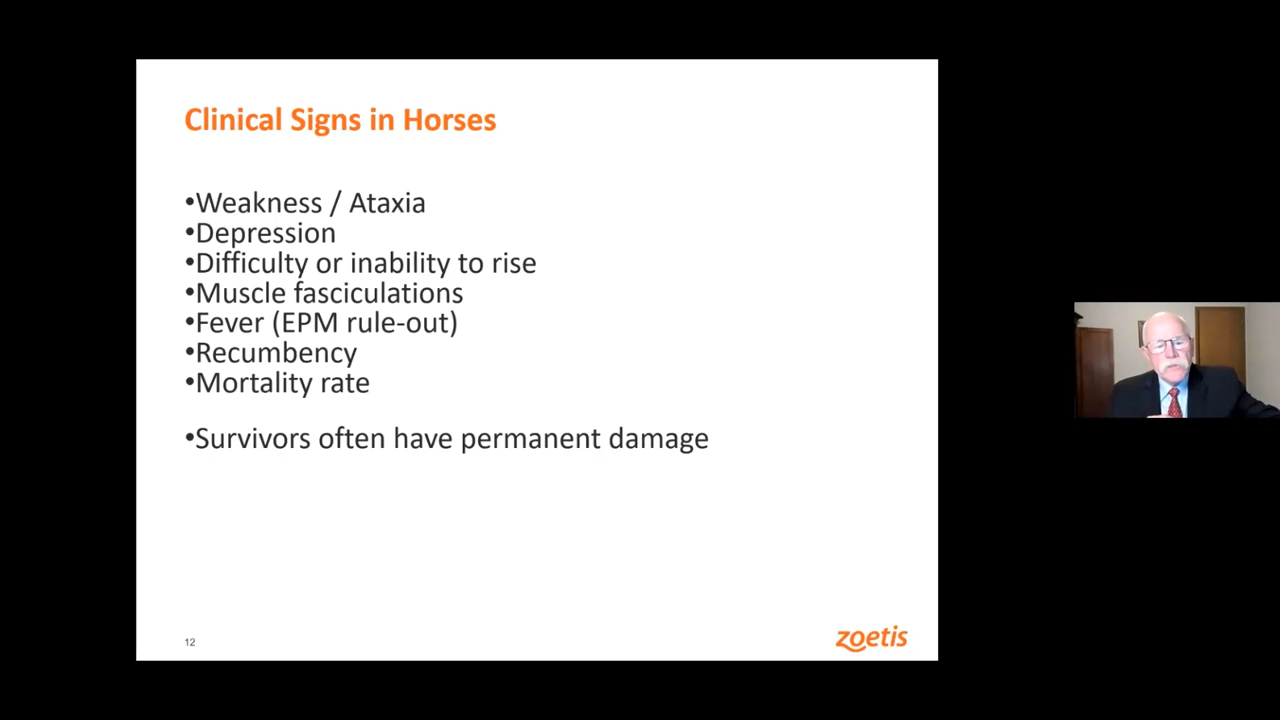 Clinical Signs in Horses
•Weakness / Ataxia
•Depression
•Difficulty or inability to rise
•Muscle fasciculations
•Fever (EPM rule-out)
•Recumbency
•Mortality rate
•Survivors often have permanent damage
12
zoetis